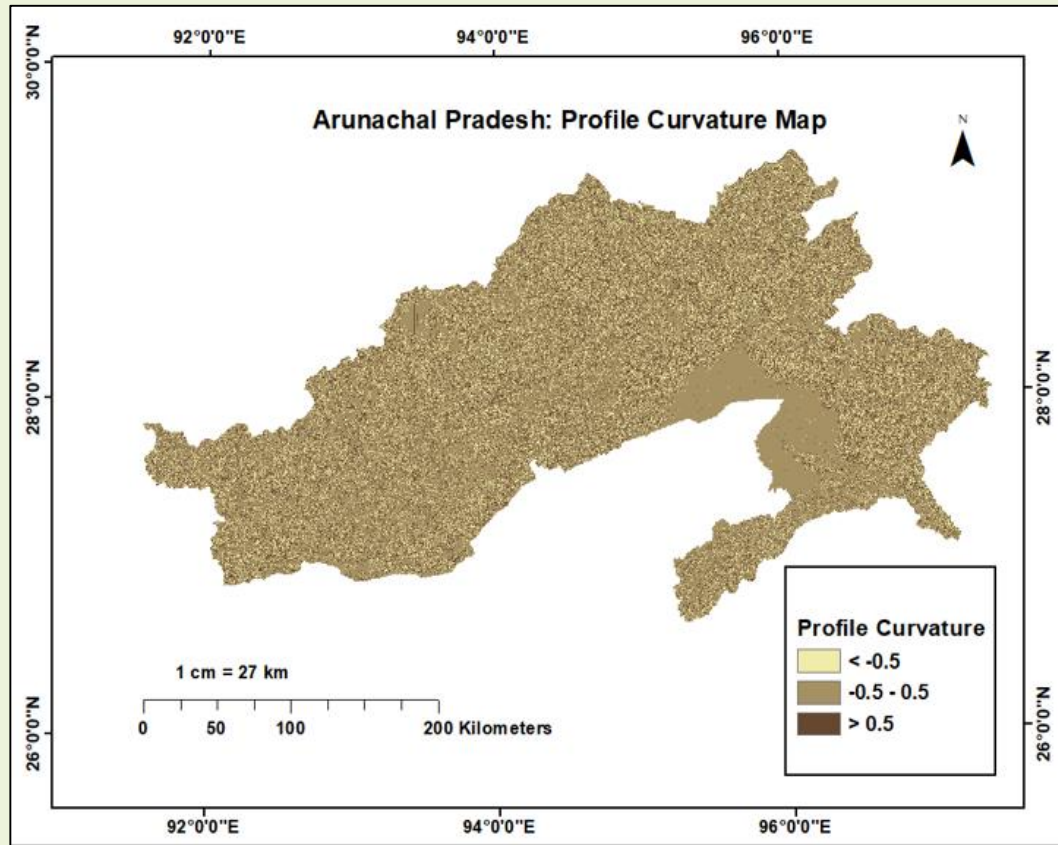 92°0'0"E 94°0'0"E 96°0'0"E
30°0'0"N
Arunachal Pradesh: Profile Curvature Map
N
28°0'0"N
28°0'0"N
Profile Curvature
< -0.5
-0.5 - 0.5
> 0.5
1 cm = 27 km
0 50 100 200 Kilometers
26°0'0"N
26°0'0"N
92°0'0"E 94°0'0"E 96°0'0"E